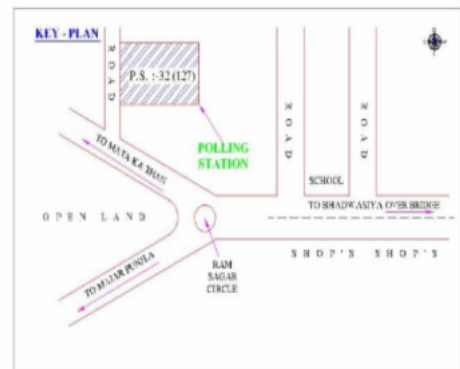 KEY - PLAN
ROAD
P.S. :-32 (127)
POLLING
STATION
ROAD
ROAD
TO MATA KA THAN
SCHOOL
TO BHADWASIYA OVER BRIDGE
OPEN LAND
SHOP'S SHOP'S
RAM
SAGAR
CIRCLE